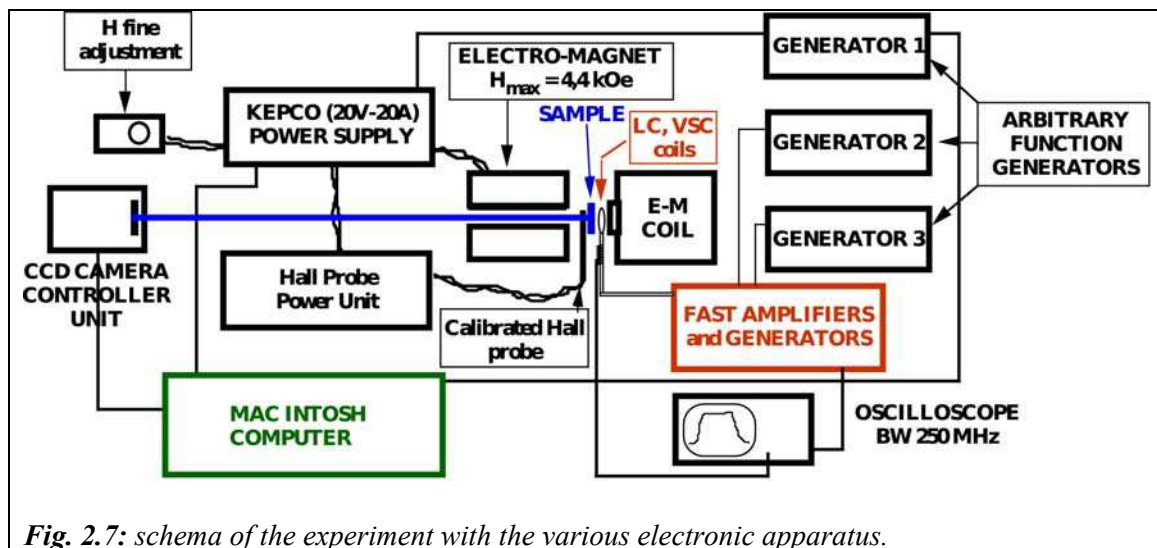 H fine
adjustment
ELECTRO-MAGNET
Hmax = 4,4 kOe
GENERATOR 1
KEPCO (20V-20A)
POWER SUPPLY
SAMPLE
LC, VSC
coils
GENERATOR 2
ARBITRARY
FUNCTION
GENERATORS
E-M
COIL
GENERATOR 3
CCD CAMERA
CONTROLLER
UNIT
Hall Probe
Power Unit
Calibrated Hall
probe
FAST AMPLIFIERS
and GENERATORS
MAC INTOSH
COMPUTER
OSCILLOSCOPE
BW 250 MHz
Fig. 2.7: schema of the experiment with the various electronic apparatus.